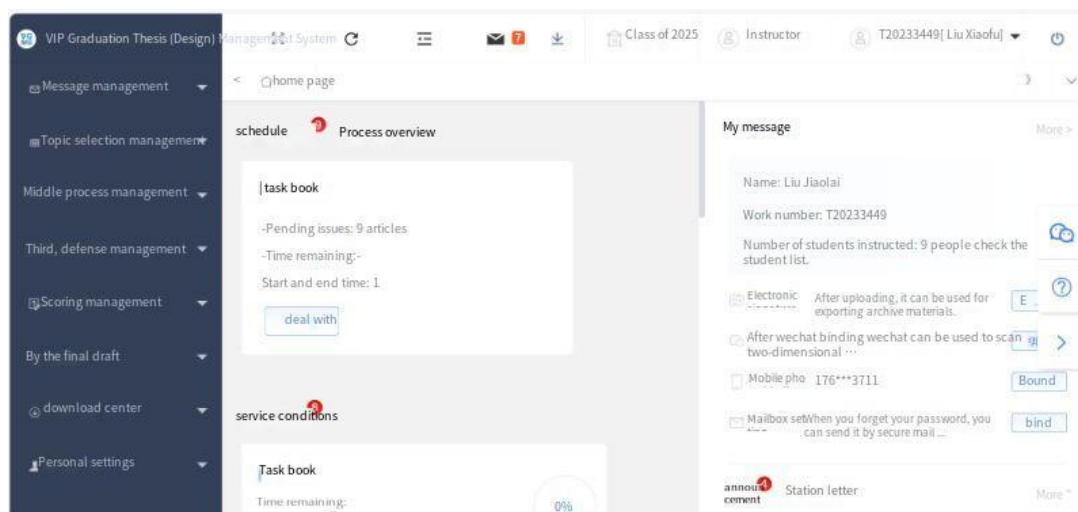 VIP Graduation Thesis (Design) Management System
7
Class of 2025
Instructor
T20233449[ Liu Xiaofu]
Message management
Topic selection management
Middle process management
Third, defense management
Scoring management
By the final draft
download center
Personal settings
< home page
schedule
9
Process overview
task book
-Pending issues: 9 articles
-Time remaining:-
Start and end time: 1
deal with
service conditions
Task book
Time remaining:
0%
My message
More >
Name: Liu Jiaolai
Work number: T20233449
Number of students instructed: 9 people check the
student list.
Electronic
After uploading, it can be used for
exporting archive materials.
E
After wechat binding wechat can be used to scan
two-dimensional ...
Mobile pho
176***3711
Bound
Mailbox set
When you forget your password, you
can send it by secure mail ...
bind
announ
cement
4
Station letter
More